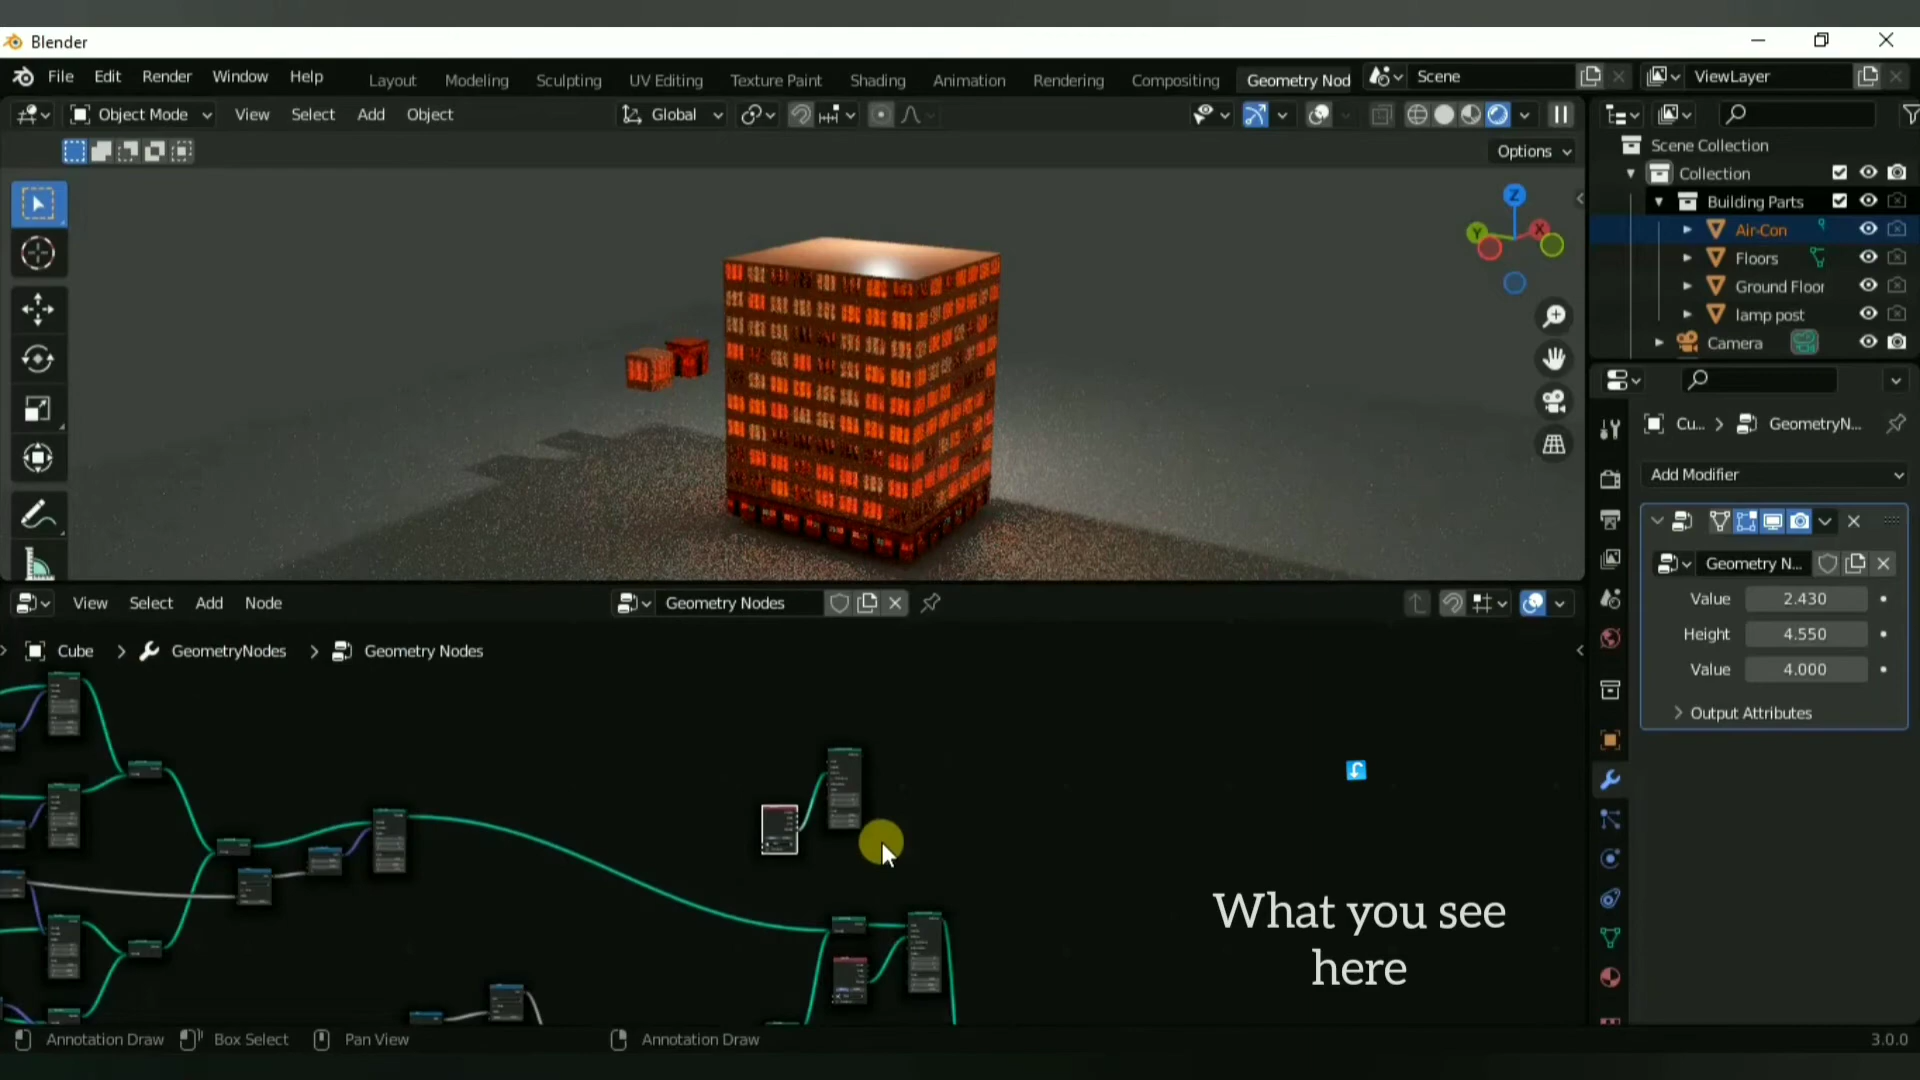 Blender
File Edit Render Window Help Layout Modeling Sculpting UV Editing Texture Paint Shading Animation Rendering Compositing Geometry Nod Scene ViewLayer
Object Mode View Select Add Object Global
Options
Scene Collection
Collection
Building Parts
Air-Con
Floors
Ground Floor
lamp post
Camera
Cu... > GeometryN...
Add Modifier
Geometry N...
Value 2.430
Height 4.550
Value 4.000
Output Attributes
View Select Add Node Geometry Nodes
Cube > GeometryNodes > Geometry Nodes
What you see
here
Annotation Draw Box Select Pan View Annotation Draw 3.0.0
Z
Y
X